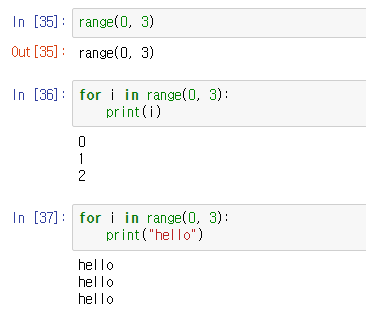 In [35]: range(0, 3)
Out[35]: range(0, 3)
In [36]: for i in range(0, 3):
    print(i)
0
1
2
In [37]: for i in range(0, 3):
    print("hello")
hello
hello
hello